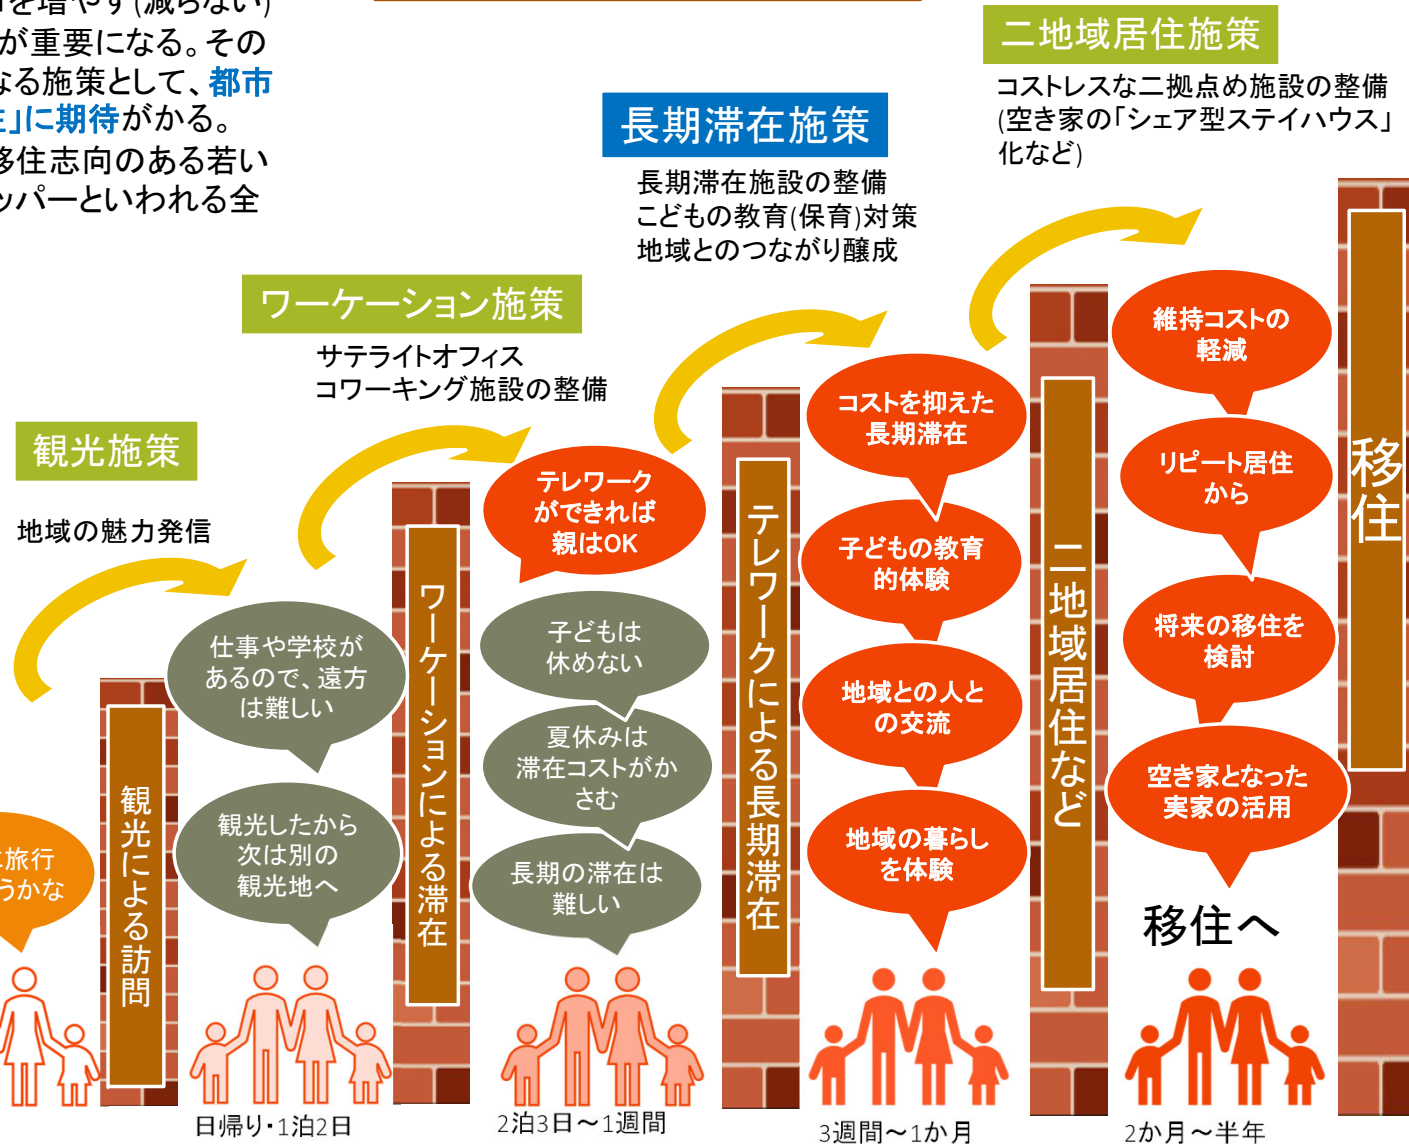 を増やす(減らない)
が重要になる。その
なる施策として、都市
」に期待がかる。
移住志向のある若い
ッパーといわれる全
二地域居住施策
コストレスな二拠点め施設の整備
(空き家の「シェア型ステイハウス」
化など)
長期滞在施策
長期滞在施設の整備
こどもの教育(保育)対策
地域とのつながり醸成
ワーケーション施策
サテライトオフィス
コワーキング施設の整備
観光施策
地域の魅力発信
旅行
うかな
観光による訪問
仕事や学校が
あるので、遠方
は難しい
観光したから
次は別の
観光地へ
日帰り・1泊2日
ワーケーションによる滞在
テレワーク
ができれば
親はOK
子どもは
休めない
夏休みは
滞在コストがか
さむ
長期の滞在は
難しい
2泊3日～1週間
テレワークによる長期滞在
コストを抑えた
長期滞在
子どもの教育
的体験
地域との人と
の交流
地域の暮らし
を体験
3週間～1か月
二地域居住など
維持コストの
軽減
リピート居住
から
将来の移住を
検討
空き家となった
実家の活用
移住へ
2か月～半年
移住